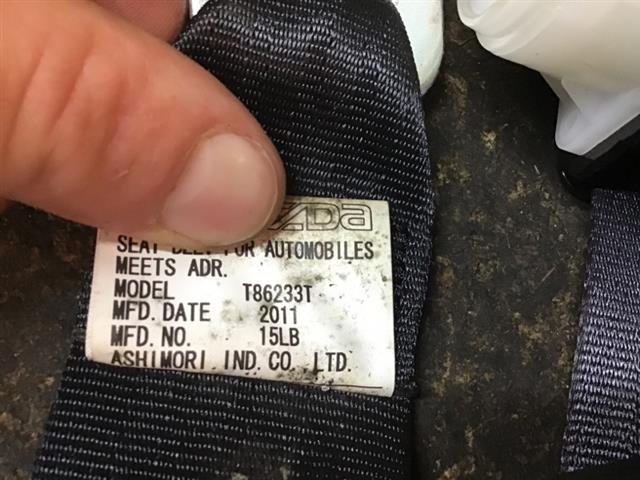 ZDA
SEAT BELT FOR AUTOMOBILES
MEETS ADR.
MODEL T86233T
MFD. DATE 2011
MFD. NO. 15LB
ASHIMORI IND. CO. LTD.